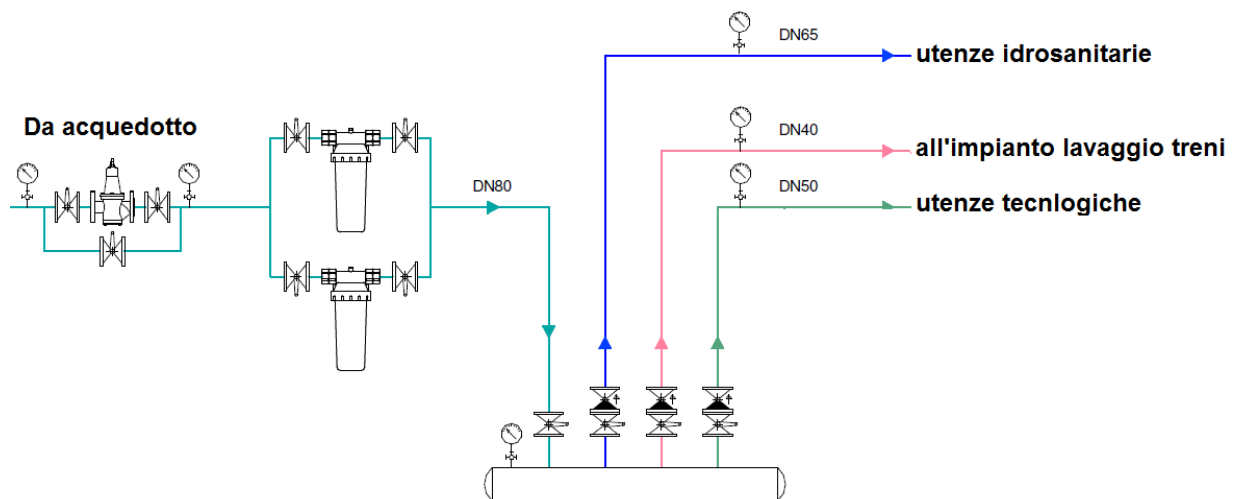 DN65
utenze idrosanitarie
Da acquedotto
DN40
all'impianto lavaggio treni
DN80
DN50
utenze tecnlogiche